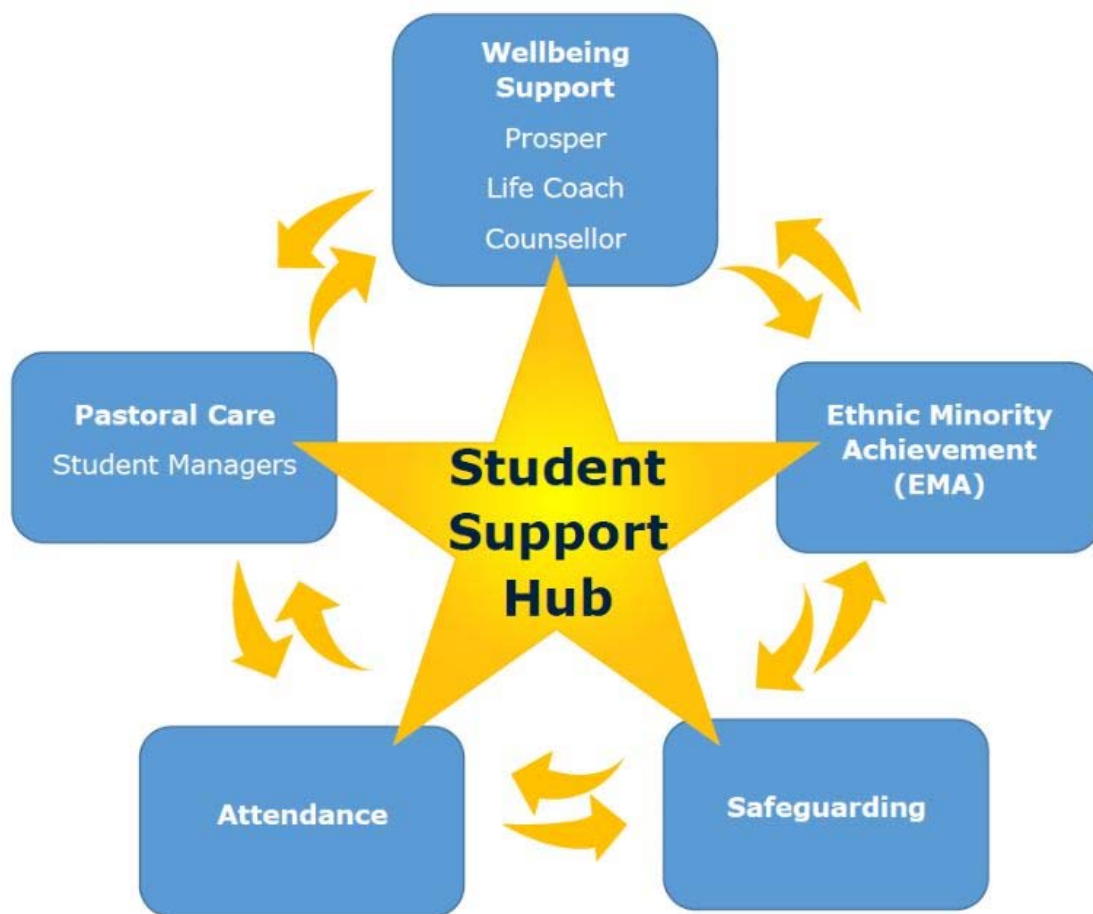 Wellbeing
Support
Prosper
Life Coach
Counsellor
Pastoral Care
Student Managers
Ethnic Minority
Achievement
(EMA)
Student
Support
Hub
Attendance
Safeguarding